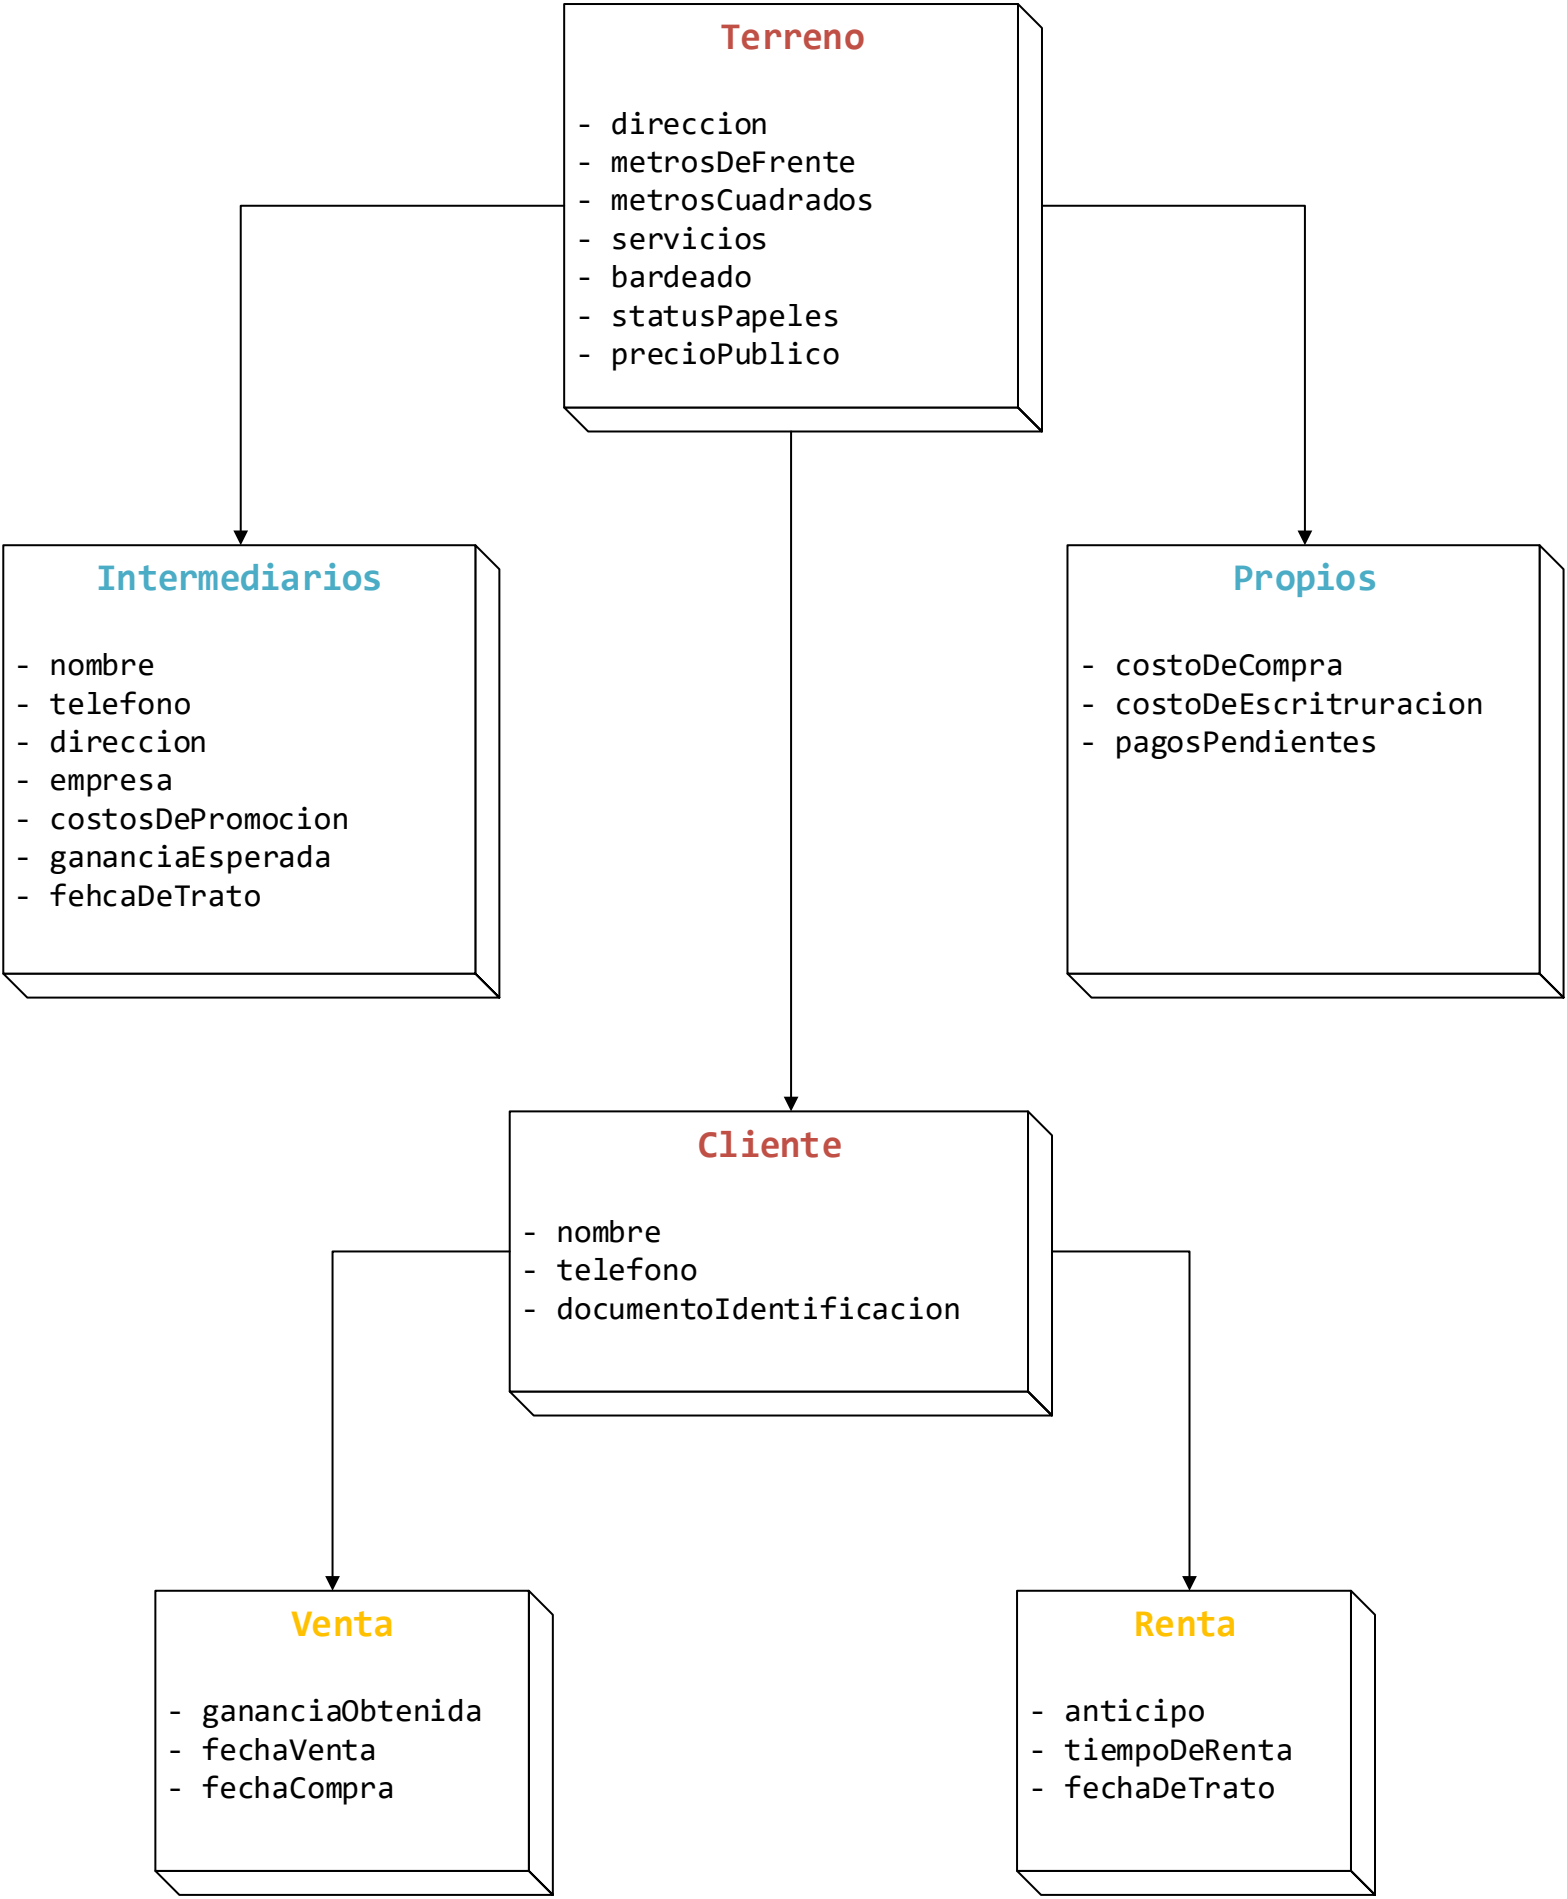 Terreno
- direccion
- metrosDeFrente
- metrosCuadrados
- servicios
- bardeado
- statusPapeles
- precioPublico
Intermediarios
- nombre
- telefono
- direccion
- empresa
- costosDePromocion
- gananciaEsperada
- fehcaDeTrato
Propios
- costoDeCompra
- costoDeEscritruracion
- pagosPendientes
Cliente
- nombre
- telefono
- documentoIdentificacion
Venta
- gananciaObtenida
- fechaVenta
- fechaCompra
Renta
- anticipo
- tiempoDeRenta
- fechaDeTrato